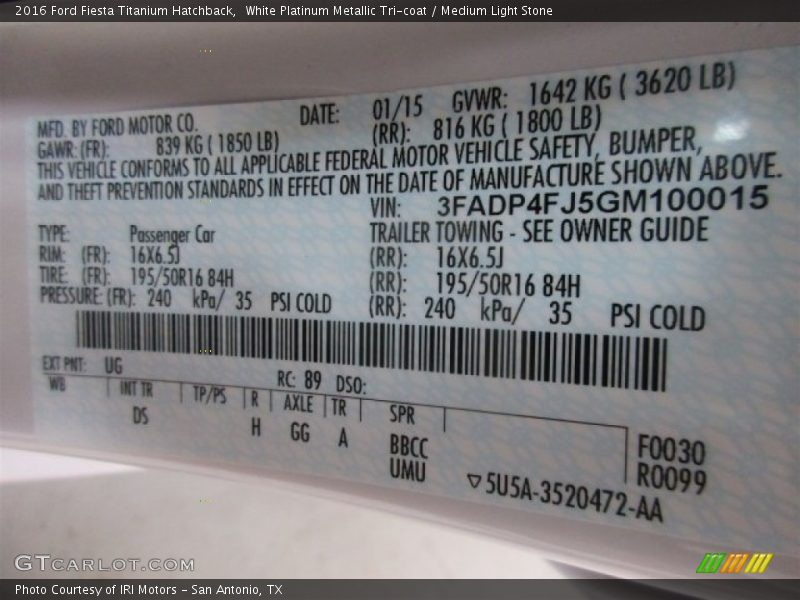 2016 Ford Fiesta Titanium Hatchback,  White Platinum Metallic Tri-coat / Medium Light Stone
MFD. BY FORD MOTOR CO. DATE: 01/15 GVWR: 1642 KG ( 3620 LB)
GAWR: (FR): 839 KG ( 1850 LB) (RR): 816 KG ( 1800 LB)
THIS VEHICLE CONFORMS TO ALL APPLICABLE FEDERAL MOTOR VEHICLE SAFETY, BUMPER,
AND THEFT PREVENTION STANDARDS IN EFFECT ON THE DATE OF MANUFACTURE SHOWN ABOVE.
VIN: 3FADP4FJ5GM100015
TYPE: Passenger Car TRAILER TOWING - SEE OWNER GUIDE
RIM: (FR): 16X6.5J (RR): 16X6.5J
TIRE: (FR): 195/50R16 84H (RR): 195/50R16 84H
PRESSURE: (FR): 240 kPa/ 35 PSI COLD (RR): 240 kPa/ 35 PSI COLD
EXT PNT: UG RC: 89 DSO:
WB INT TR TP/PS R AXLE TR SPR
DS H GG A BBCC F0030
UMU R0099
▽5U5A-3520472-AA
GTCARLOT.COM
Photo Courtesy of IRI Motors - San Antonio, TX